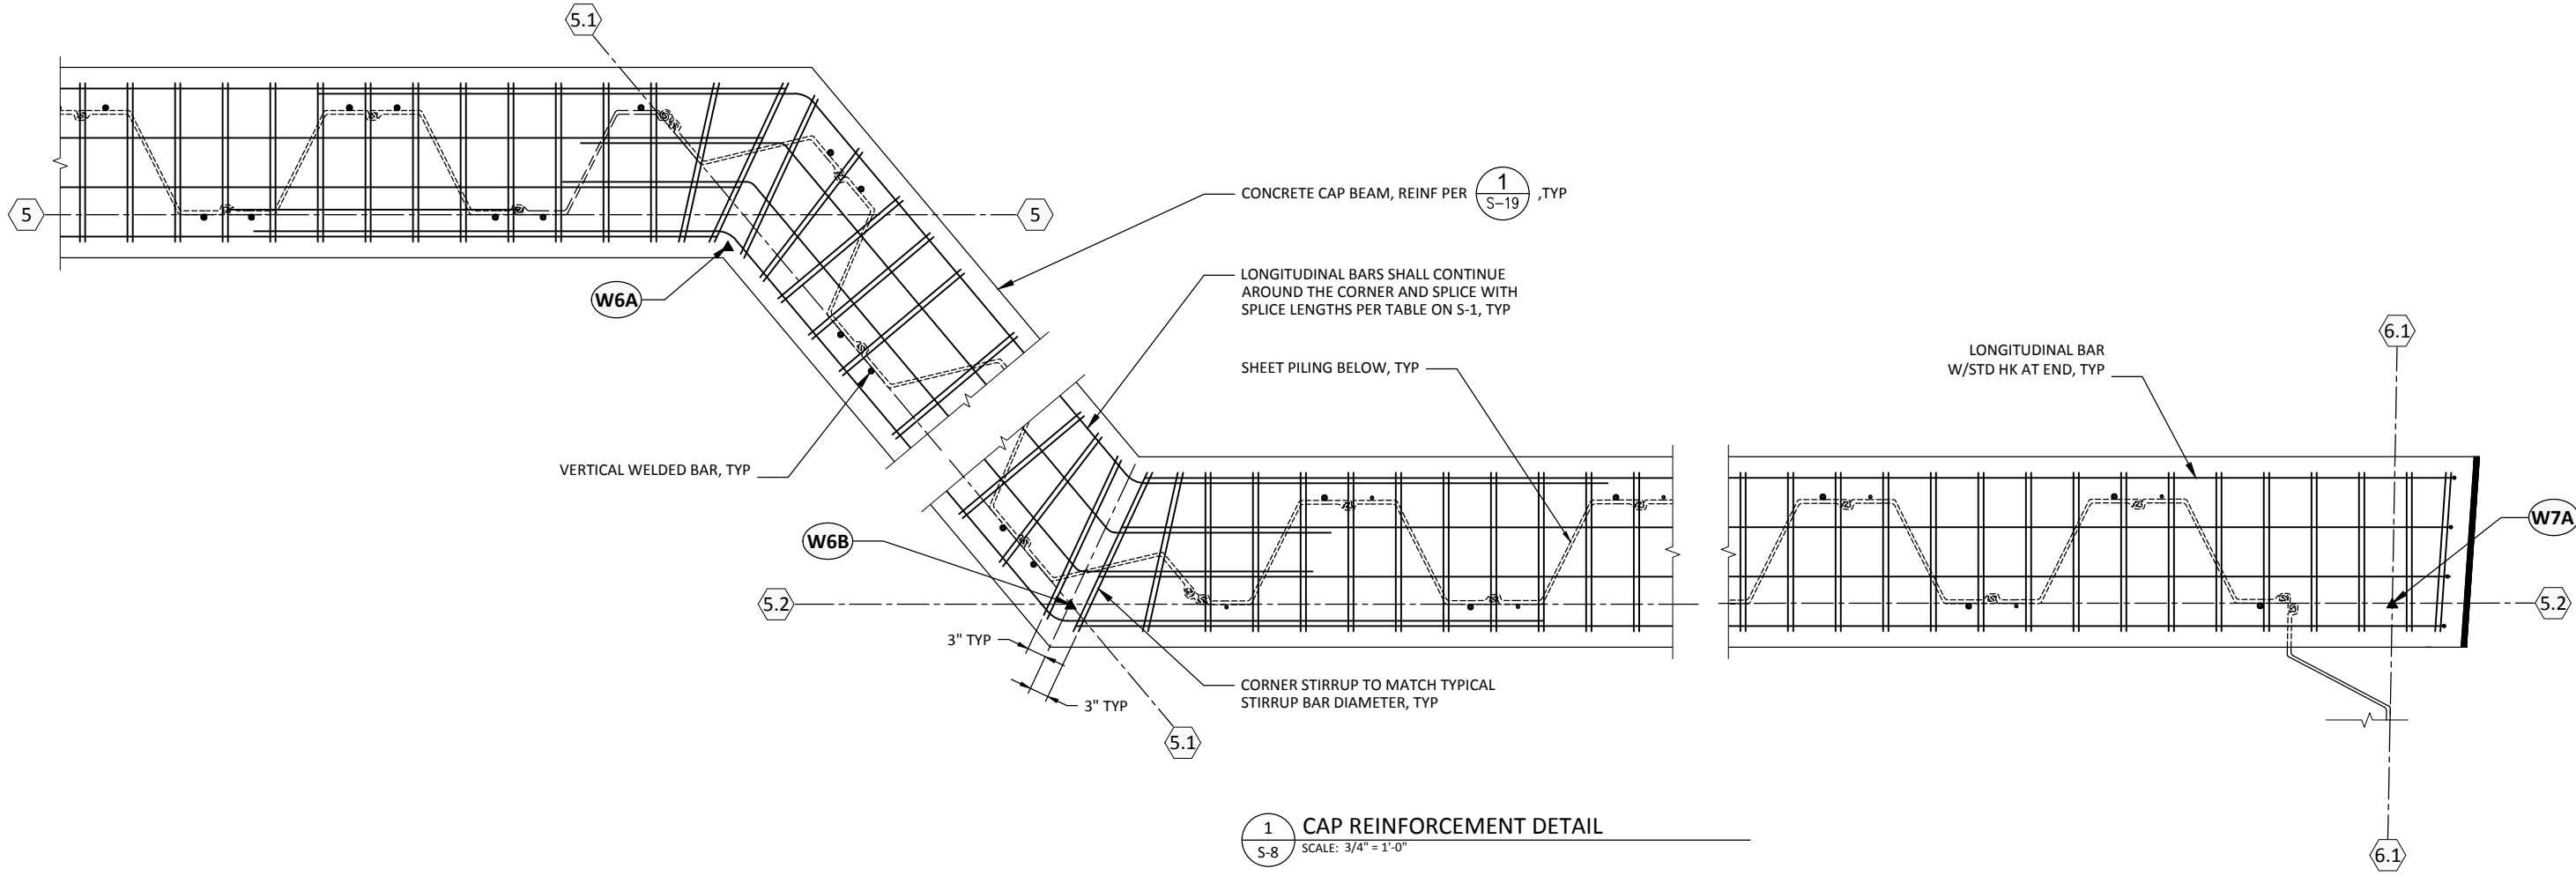 5.1
5
5
CONCRETE CAP BEAM, REINF PER 1 S-19 ,TYP
W6A
LONGITUDINAL BARS SHALL CONTINUE
AROUND THE CORNER AND SPLICE WITH
SPLICE LENGTHS PER TABLE ON S-1, TYP
SHEET PILING BELOW, TYP
LONGITUDINAL BAR
W/STD HK AT END, TYP
6.1
VERTICAL WELDED BAR, TYP
W6B
W7A
5.2
5.2
3" TYP
3" TYP
CORNER STIRRUP TO MATCH TYPICAL
STIRRUP BAR DIAMETER, TYP
5.1
1
S-8
CAP REINFORCEMENT DETAIL
SCALE: 3/4" = 1'-0"
6.1